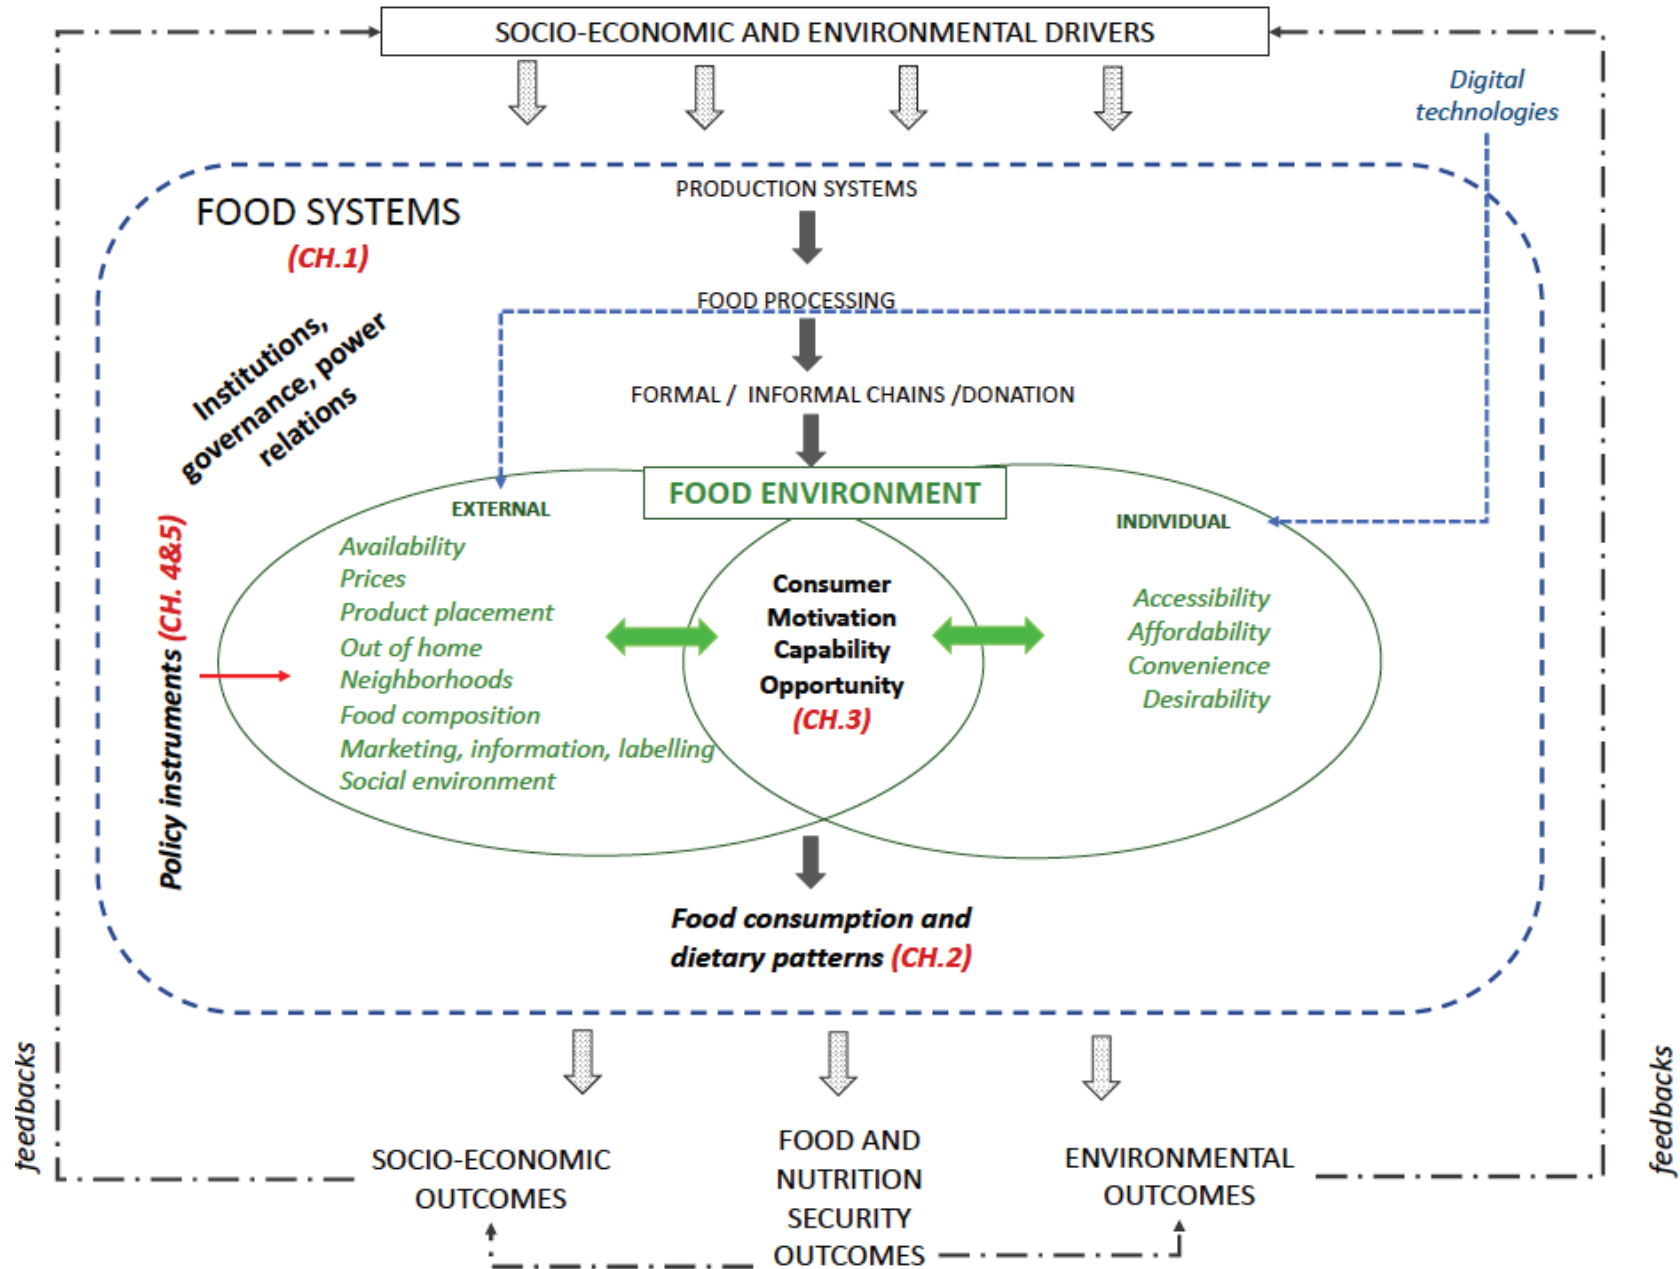 SOCIO-ECONOMIC AND ENVIRONMENTAL DRIVERS
Digital
technologies
PRODUCTION SYSTEMS
FOOD SYSTEMS
(CH.1)
FOOD PROCESSING
Institutions,
governance, power
relations
FORMAL / INFORMAL CHAINS /DONATION
FOOD ENVIRONMENT
EXTERNAL
Availability
Prices
Product placement
Out of home
Neighborhoods
Food composition
Marketing, information, labelling
Social environment
Consumer
Motivation
Capability
Opportunity
(CH.3)
INDIVIDUAL
Accessibility
Affordability
Convenience
Desirability
Policy instruments (CH. 4&5)
Food consumption and
dietary patterns (CH.2)
feedbacks
feedbacks
SOCIO-ECONOMIC
OUTCOMES
FOOD AND
NUTRITION
SECURITY
OUTCOMES
ENVIRONMENTAL
OUTCOMES